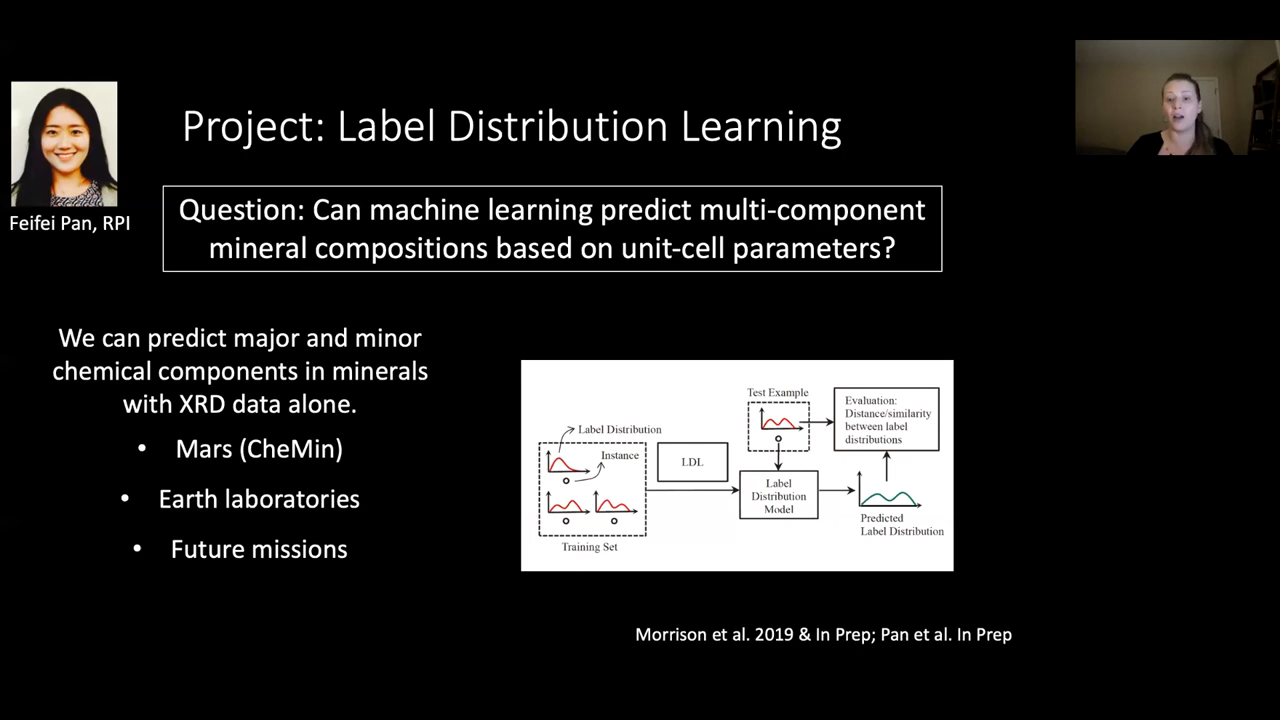 Project: Label Distribution Learning
Feifei Pan, RPI
Question: Can machine learning predict multi-component
mineral compositions based on unit-cell parameters?
We can predict major and minor
chemical components in minerals
with XRD data alone.
• Mars (CheMin)
• Earth laboratories
• Future missions
Label Distribution
Instance
Training Set
LDL
Test Example
Label
Distribution
Model
Evaluation:
Distance/similarity
between label
distributions
Predicted
Label Distribution
Morrison et al. 2019 & In Prep; Pan et al. In Prep